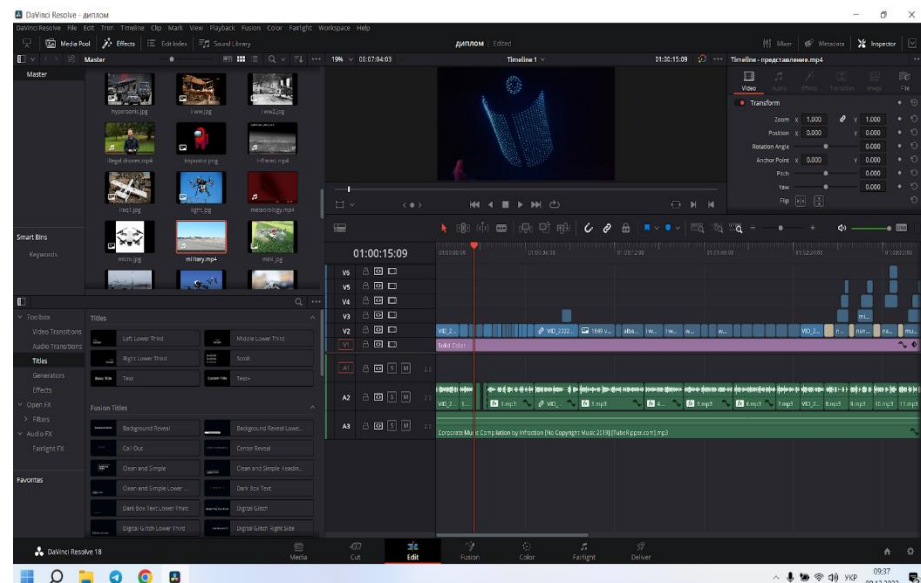 DaVinci Resolve - диплом
DaVinci Resolve File Edit Trim Timeline Clip Mark View Playback Fusion Color Fairlight Workspace Help
Media Pool Effects Edit Index Sound Library диплом Edited Mixer Metadata Inspector
Master 19% 00:07:04:03 Timeline 1 01:00:15:09 Timeline - представление.mp4
Master
hypersonic.jpg i ww.jpg i ww2.jpg
illegal drones.mp4 impostor.png infrared.mp4
iraq1.jpg light.jpg meteorology.mp4
micro.jpg military.mp4 mini.jpg
Smart Bins
Keywords
Video Audio Effects Transition Image File
Transform
Zoom X 1.000 Y 1.000
Position X 0.000 Y 0.000
Rotation Angle 0.000
Anchor Point X 0.000 Y 0.000
Pitch 0.000
Yaw 0.000
Flip
01:00:15:09
V6
V5
V4
V3
V2
V1 Solid Color
A1 S M
A2 S M
A3 S M Corporate Music Compilation by Infraction [No Copyright Music 2019][TubeRipper.com].mp3
Toolbox
Video Transitions
Audio Transitions
Titles
Generators
Effects
Open FX
Filters
Audio FX
Fairlight FX
Favorites
Titles
Left Lower Third Middle Lower Third
Right Lower Third Scroll
Text Text+
Fusion Titles
Background Reveal Background Reveal Lowe...
Call Out Center Reveal
Clean and Simple Clean and Simple Headin...
Clean and Simple Lower ... Dark Box Text
Dark Box Text Lower Third Digital Glitch
Digital Glitch Lower Third Digital Glitch Right Side
DaVinci Resolve 18
Media Cut Edit Fusion Color Fairlight Deliver
УКР 09:37